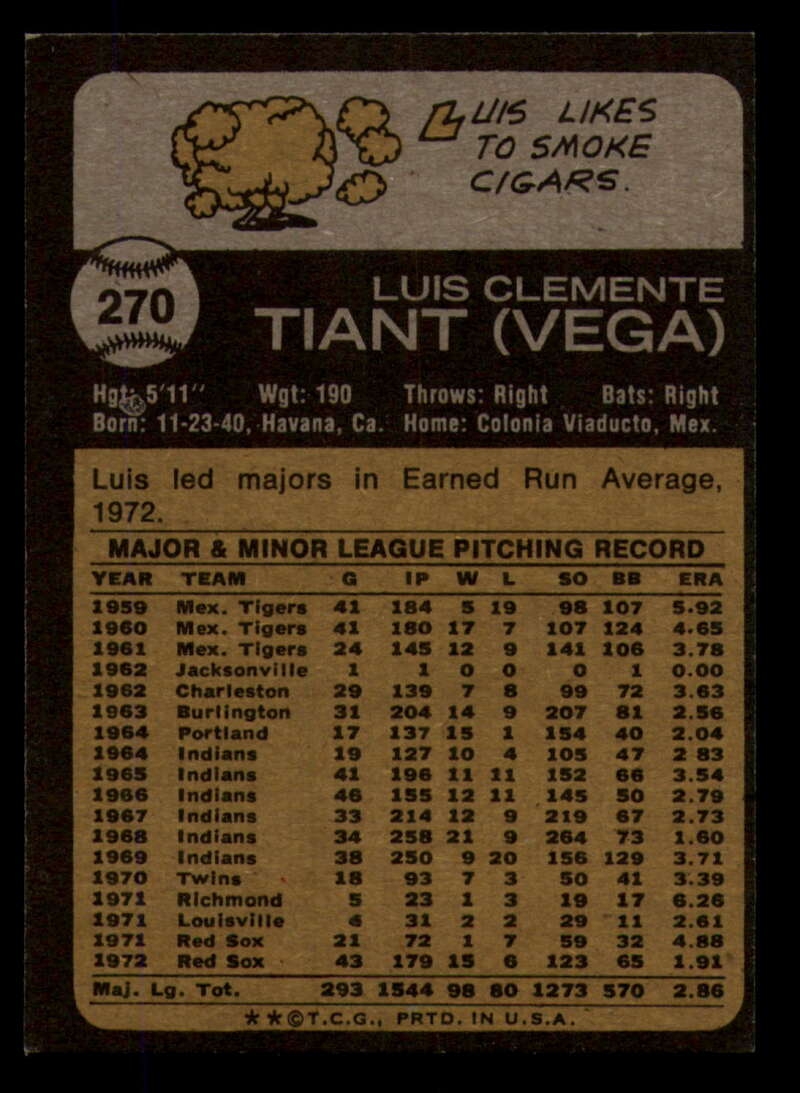 LUIS LIKES
TO SMOKE
CIGARS.
270
LUIS CLEMENTE
TIANT (VEGA)
Hgt: 5'11" Wgt: 190 Throws: Right Bats: Right
Born: 11-23-40, Havana, Ca. Home: Colonia Viaducto, Mex.
Luis led majors in Earned Run Average,
1972.
MAJOR & MINOR LEAGUE PITCHING RECORD
YEAR TEAM G IP W L SO BB ERA
1959 Mex. Tigers 41 184 5 19 98 107 5.92
1960 Mex. Tigers 41 180 17 7 107 124 4.65
1961 Mex. Tigers 24 145 12 9 141 106 3.78
1962 Jacksonville 1 1 0 0 0 1 0.00
1962 Charleston 29 139 7 8 99 72 3.63
1963 Burlington 31 204 14 9 207 81 2.56
1964 Portland 17 137 15 1 154 40 2.04
1964 Indians 19 127 10 4 105 47 2 83
1965 Indians 41 196 11 11 152 66 3.54
1966 Indians 46 155 12 11 145 50 2.79
1967 Indians 33 214 12 9 219 67 2.73
1968 Indians 34 258 21 9 264 73 1.60
1969 Indians 38 250 9 20 156 129 3.71
1970 Twins 18 93 7 3 50 41 3.39
1971 Richmond 5 23 1 3 19 17 6.26
1971 Louisville 4 31 2 2 29 11 2.61
1971 Red Sox 21 72 1 7 59 32 4.88
1972 Red Sox 43 179 15 6 123 65 1.91
Maj. Lg. Tot. 293 1544 98 80 1273 570 2.86
★★©T.C.G., PRTD. IN U.S.A.